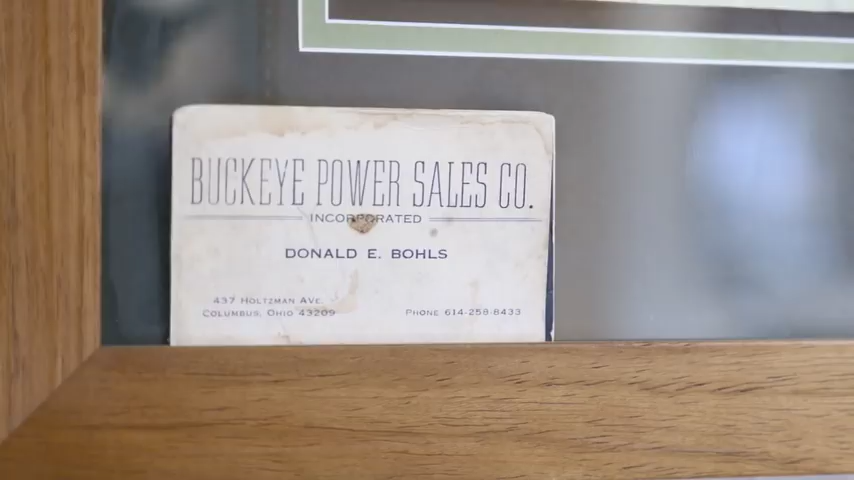 BUCKEYE POWER SALES CO.
INCORPORATED
DONALD E. BOHLS
437 HOLTZMAN AVE.
COLUMBUS, OHIO 43209
PHONE 614-258-8433